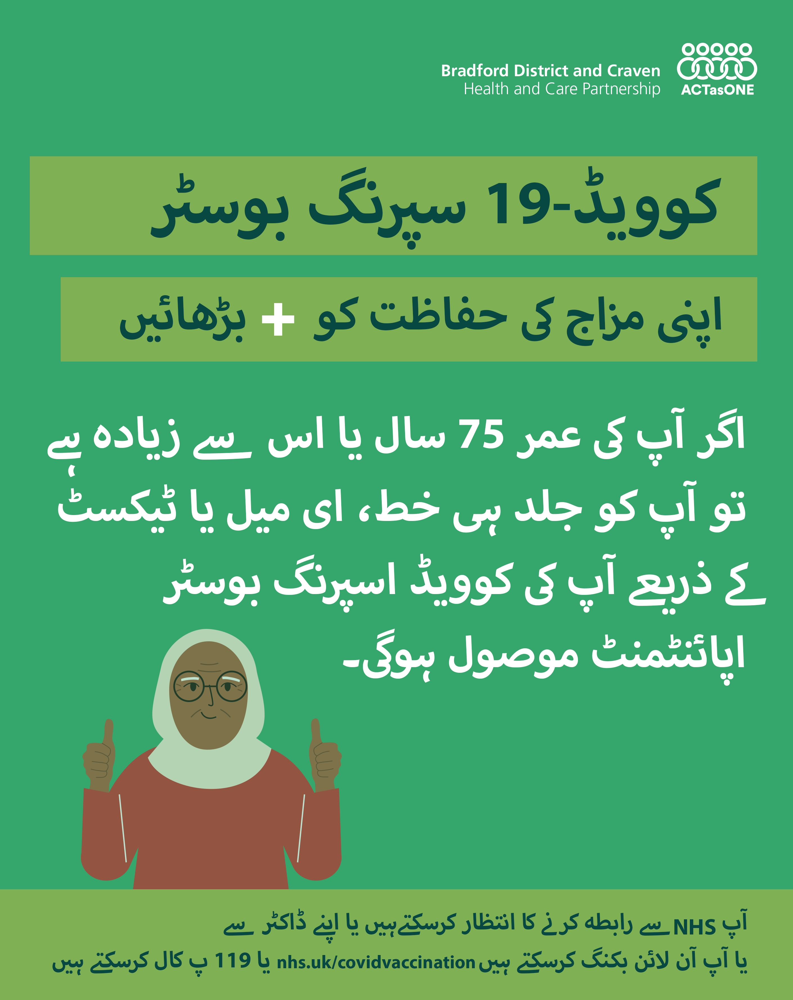 Bradford District and Craven
Health and Care Partnership
ACTasONE
کوویڈ-19 سپرنگ بوسٹر
اپنی مزاج کی حفاظت کو + بڑھائیں
اگر آپ کی عمر 75 سال یا اس سے زیادہ ہے
تو آپ کو جلد ہی خط، ای میل یا ٹیکسٹ
کے ذریعے آپ کی کوویڈ اسپرنگ بوسٹر
اپائنٹمنٹ موصول ہوگی۔
آپ NHS سے رابطه کر نے کا انتظار کرسکتےہیں یا اپنے ڈاکٹر سے
یا آپ آن لائن بکنگ کرسکتے ہیں nhs.uk/covidvaccination یا 119 پ کال کرسکتے ہیں